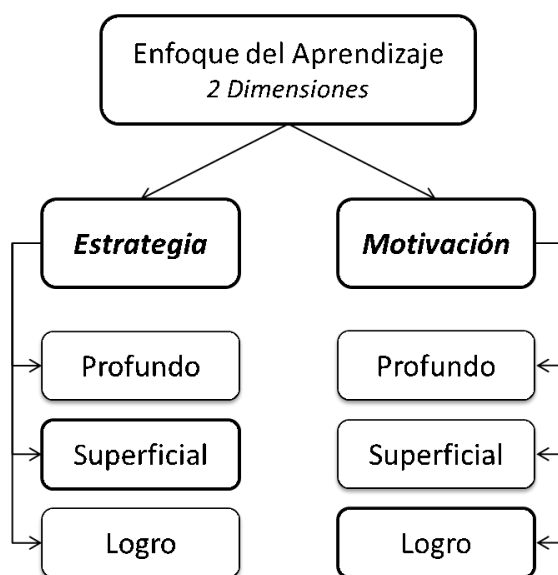 Enfoque del Aprendizaje
2 Dimensiones
Estrategia
Motivación
Profundo
Profundo
Superficial
Superficial
Logro
Logro